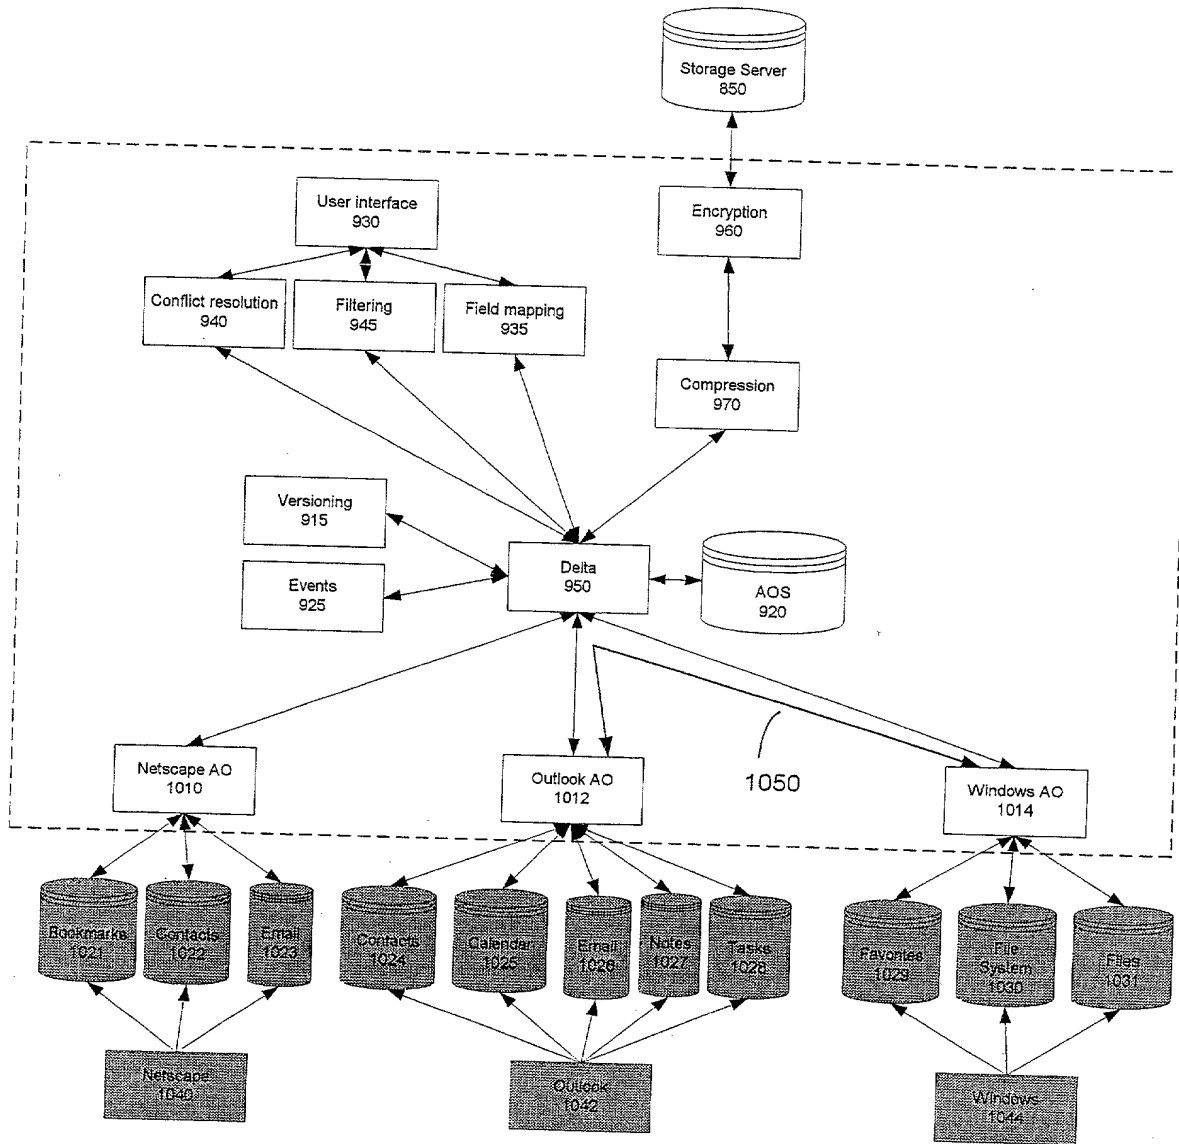 Storage Server
850
User interface
930
Encryption
960
Conflict resolution
940
Filtering
945
Field mapping
935
Compression
970
Versioning
915
Events
925
Delta
950
AOS
920
Netscape AO
1010
Outlook AO
1012
1050
Windows AO
1014
Bookmarks
1021
Contacts
1022
Email
1023
Contacts
1024
Calendar
1025
Email
1026
Notes
1027
Tasks
1028
Favorites
1029
File
System
1030
Files
1031
Netscape
1040
Outlook
1042
Windows
1044